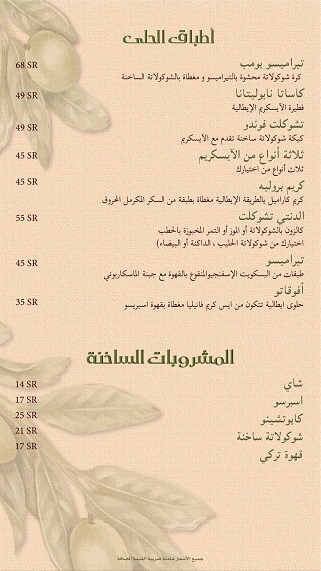 أطباق الحلى
تيراميسو بومب 68 SR
كرة شوكولاتة محشوة بالتيراميسو و مغطاة بالشوكولاتة الساخنة
كاساتا نابوليتانا 49 SR
فطيرة الآيسكريم الإيطالية
تشوكلت فوندو 49 SR
كيكة شوكولاتة ساخنة تقدم مع الآيسكريم
ثلاثة أنواع من الآيسكريم 45 SR
ثلاث أنواع من اختيارك
كريم بروليه 45 SR
كريم كاراميل بالطريقة الإيطالية مغطاة بطبقة من السكر المكرمل المحروق
الدنتي تشوكلت 55 SR
كالزون بالشوكولاتة أو الموز أو التمر المخبوزة بالحطب
اختيارك من شوكولاتة (الحليب ، الداكنة أو البيضاء)
تيراميسو 45 SR
طبقات من البسكويت الإسفنجيوالمنقوع بالقهوة مع جبنة الماسكاربوني
أفوقاتو 35 SR
حلوى ايطالية تتكون من ايس كريم فانيليا مغطاة بقهوة اسبريسو
المشروبات الساخنة
شاي 14 SR
اسبرسو 17 SR
كابوتشينو 25 SR
شوكولاتة ساخنة 21 SR
قهوة تركي 17 SR
جميع الأسعار شاملة ضريبة القيمة المضافة